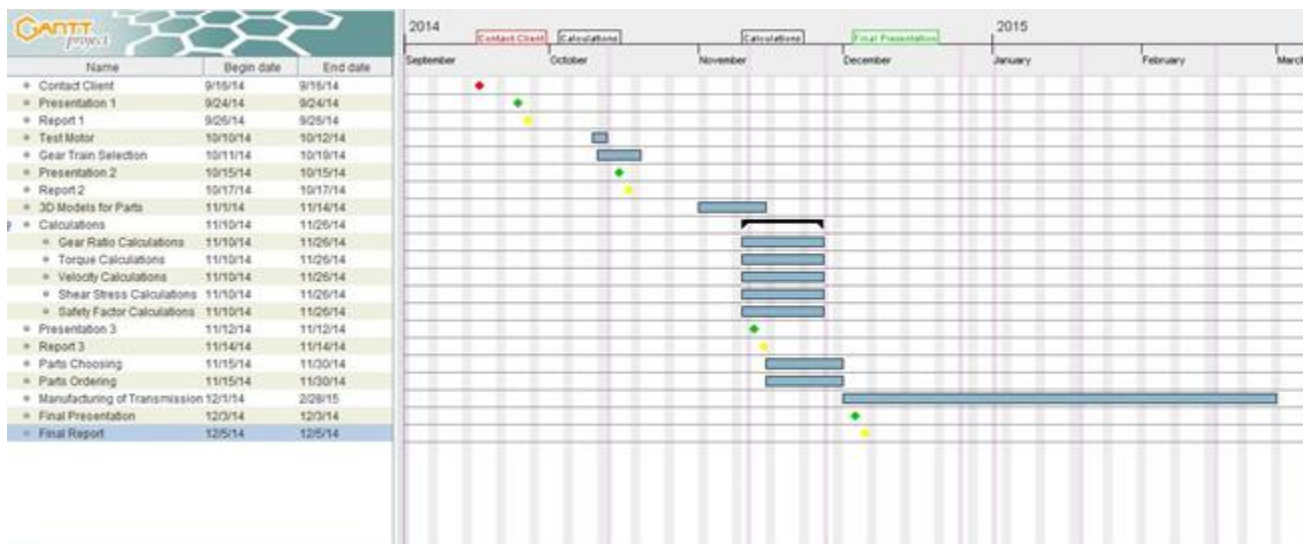 GANTT
project
2014
2015
Contact Client
Calculations
Calculations
Final Presentation
September
October
November
December
January
February
March
Name Begin date End date
Contact Client 9/16/14 9/16/14
Presentation 1 9/24/14 9/24/14
Report 1 9/26/14 9/26/14
Test Motor 10/10/14 10/12/14
Gear Train Selection 10/11/14 10/19/14
Presentation 2 10/15/14 10/15/14
Report 2 10/17/14 10/17/14
3D Models for Parts 11/1/14 11/14/14
Calculations 11/10/14 11/26/14
Gear Ratio Calculations 11/10/14 11/26/14
Torque Calculations 11/10/14 11/26/14
Velocity Calculations 11/10/14 11/26/14
Shear Stress Calculations 11/10/14 11/26/14
Safety Factor Calculations 11/10/14 11/26/14
Presentation 3 11/12/14 11/12/14
Report 3 11/14/14 11/14/14
Parts Choosing 11/15/14 11/30/14
Parts Ordering 11/15/14 11/30/14
Manufacturing of Transmission 12/1/14 2/28/15
Final Presentation 12/3/14 12/3/14
Final Report 12/5/14 12/5/14